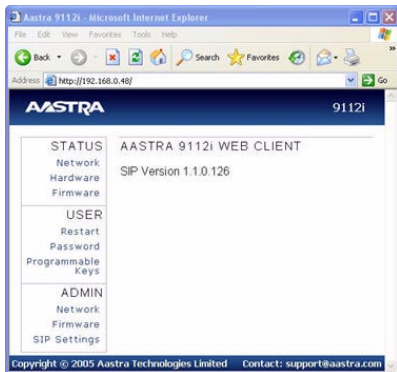 Aastra 9112i - Microsoft Internet Explorer
File Edit View Favorites Tools Help
Back Search Favorites
Address http://192.168.0.48/ Go
AASTRA 9112i
STATUS
Network
Hardware
Firmware
USER
Restart
Password
Programmable
Keys
ADMIN
Network
Firmware
SIP Settings
AASTRA 9112i WEB CLIENT
SIP Version 1.1.0.126
Copyright © 2005 Aastra Technologies Limited Contact: support@aastra.com